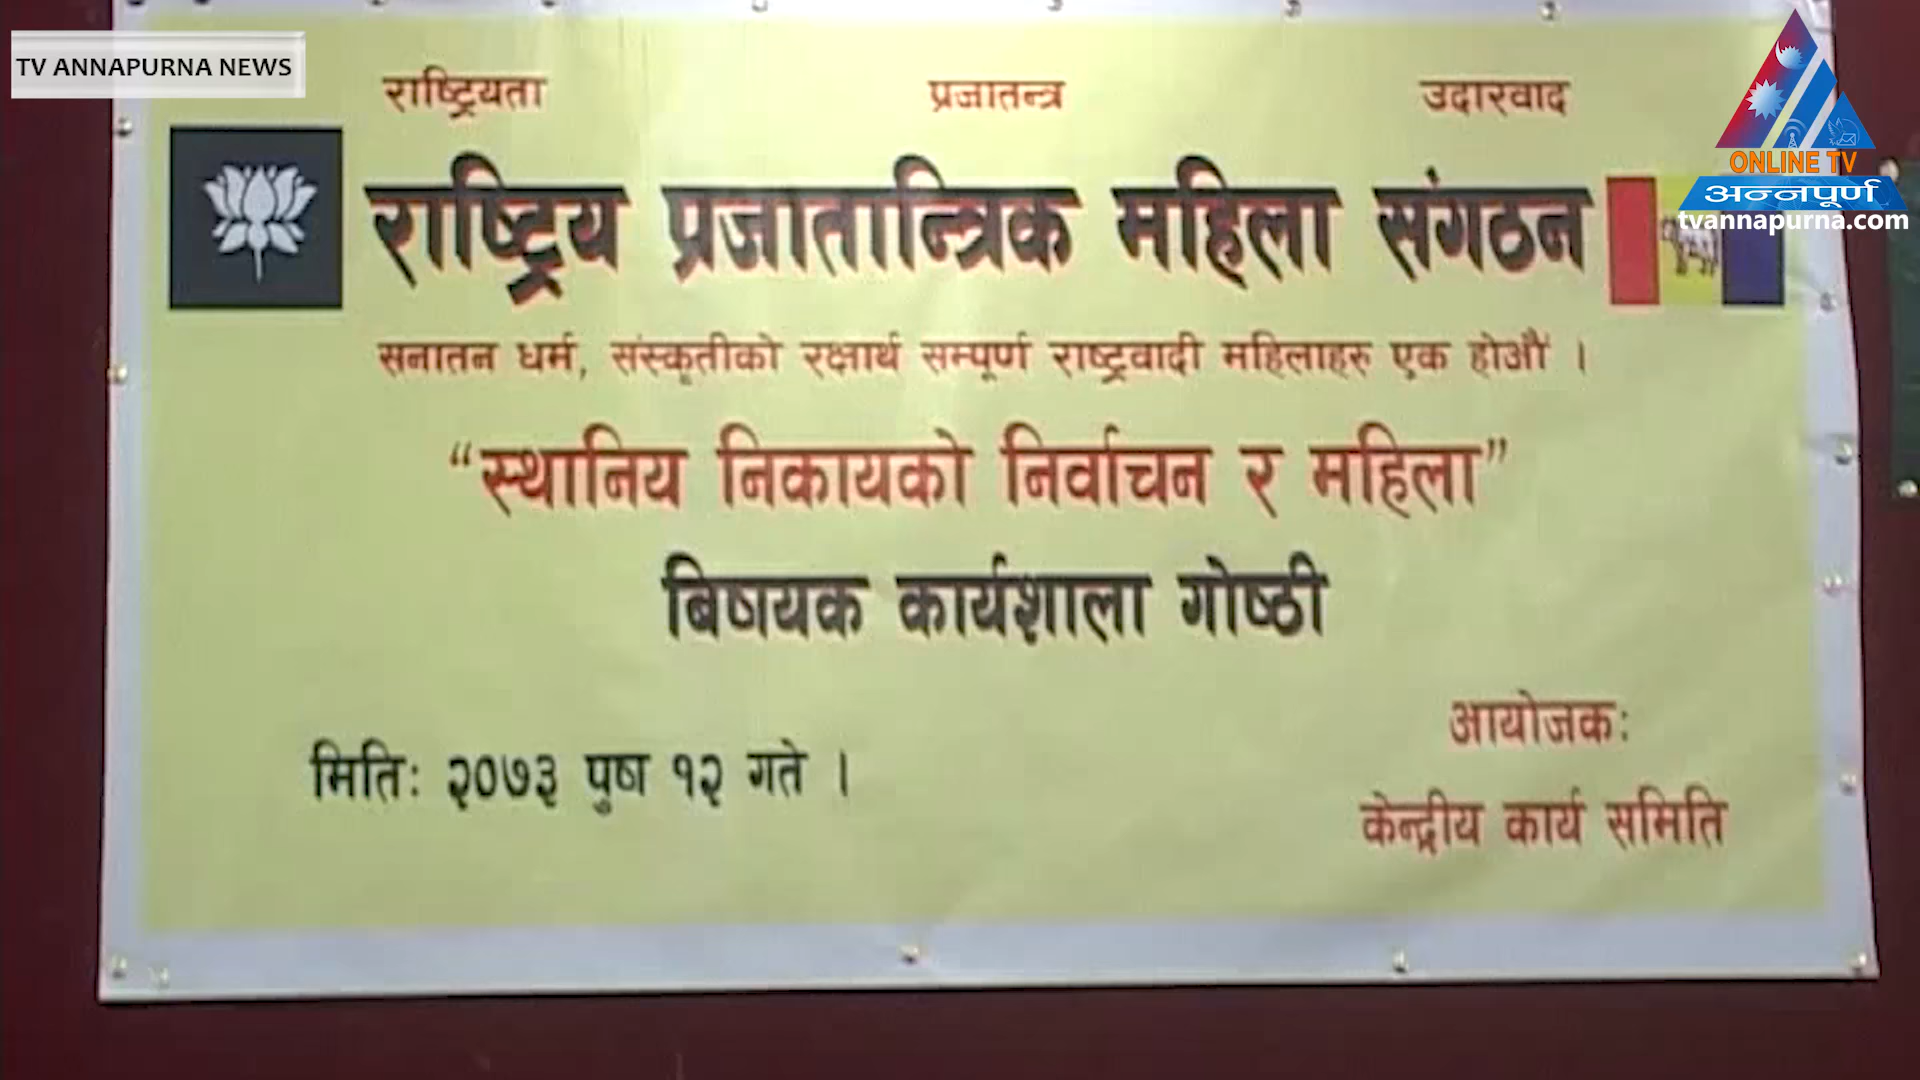 TV ANNAPURNA NEWS
राष्ट्रियता प्रजातन्त्र उदारवाद
ONLINE TV
अन्नपूर्ण
tvannapurna.com
राष्ट्रिय प्रजातान्त्रिक महिला संगठन
सनातन धर्म, संस्कृतीको रक्षार्थ सम्पूर्ण राष्ट्रवादी महिलाहरु एक होऔं ।
“स्थानिय निकायको निर्वाचन र महिला”
बिषयक कार्यशाला गोष्ठी
आयोजकः
मितिः २०७३ पुष १२ गते ।
केन्द्रीय कार्य समिति